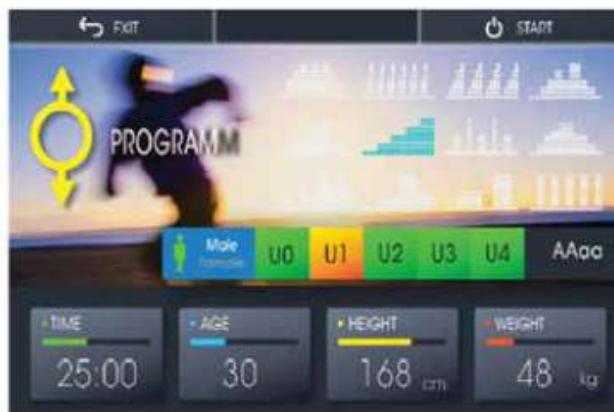 EXIT
START
PROGRAMM
Male
Female
U0 U1 U2 U3 U4 AAaa
TIME AGE HEIGHT WEIGHT
25:00 30 168 cm 48 kg